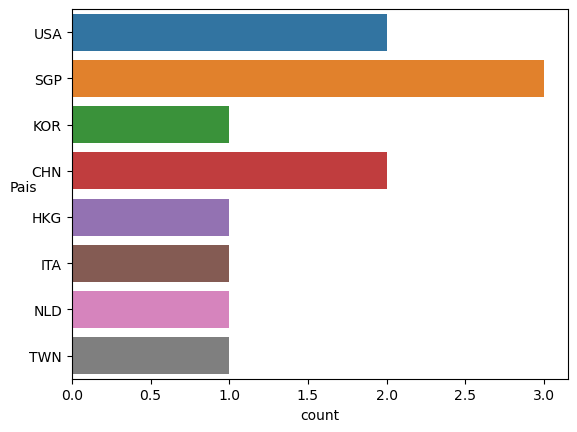 USA
SGP
KOR
CHN
Pais
HKG
ITA
NLD
TWN
0.0 0.5 1.0 1.5 2.0 2.5 3.0
count